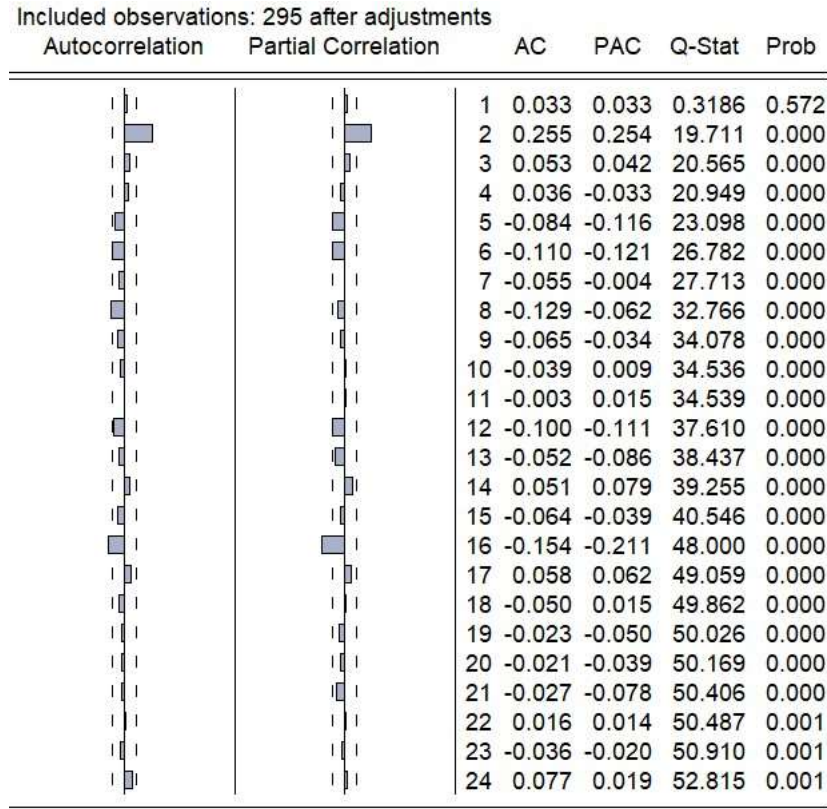 Included observations: 295 after adjustments
Autocorrelation Partial Correlation AC PAC Q-Stat Prob
1 0.033 0.033 0.3186 0.572
2 0.255 0.254 19.711 0.000
3 0.053 0.042 20.565 0.000
4 0.036 -0.033 20.949 0.000
5 -0.084 -0.116 23.098 0.000
6 -0.110 -0.121 26.782 0.000
7 -0.055 -0.004 27.713 0.000
8 -0.129 -0.062 32.766 0.000
9 -0.065 -0.034 34.078 0.000
10 -0.039 0.009 34.536 0.000
11 -0.003 0.015 34.539 0.000
12 -0.100 -0.111 37.610 0.000
13 -0.052 -0.086 38.437 0.000
14 0.051 0.079 39.255 0.000
15 -0.064 -0.039 40.546 0.000
16 -0.154 -0.211 48.000 0.000
17 0.058 0.062 49.059 0.000
18 -0.050 0.015 49.862 0.000
19 -0.023 -0.050 50.026 0.000
20 -0.021 -0.039 50.169 0.000
21 -0.027 -0.078 50.406 0.000
22 0.016 0.014 50.487 0.001
23 -0.036 -0.020 50.910 0.001
24 0.077 0.019 52.815 0.001